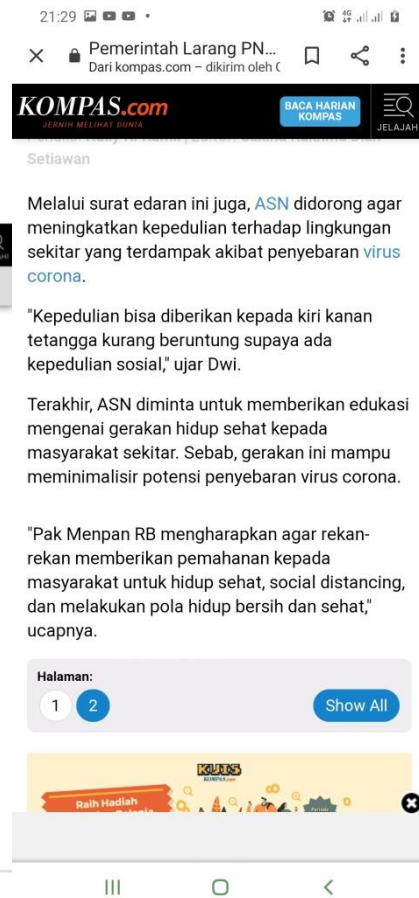 21:29
4G
Pemerintah Larang PN...
Dari kompas.com – dikirim oleh
KOMPAS.com
JERNIH MELIHAT DUNIA
BACA HARIAN
KOMPAS
JELAJAH
Setiawan
Melalui surat edaran ini juga, ASN didorong agar
meningkatkan kepedulian terhadap lingkungan
sekitar yang terdampak akibat penyebaran virus
corona.
"Kepedulian bisa diberikan kepada kiri kanan
tetangga kurang beruntung supaya ada
kepedulian sosial," ujar Dwi.
Terakhir, ASN diminta untuk memberikan edukasi
mengenai gerakan hidup sehat kepada
masyarakat sekitar. Sebab, gerakan ini mampu
meminimalisir potensi penyebaran virus corona.
"Pak Menpan RB mengharapkan agar rekan-
rekan memberikan pemahanan kepada
masyarakat untuk hidup sehat, social distancing,
dan melakukan pola hidup bersih dan sehat,"
ucapnya.
Halaman:
1 2 Show All
KUIS
KOMPAS.com
Raih Hadiah